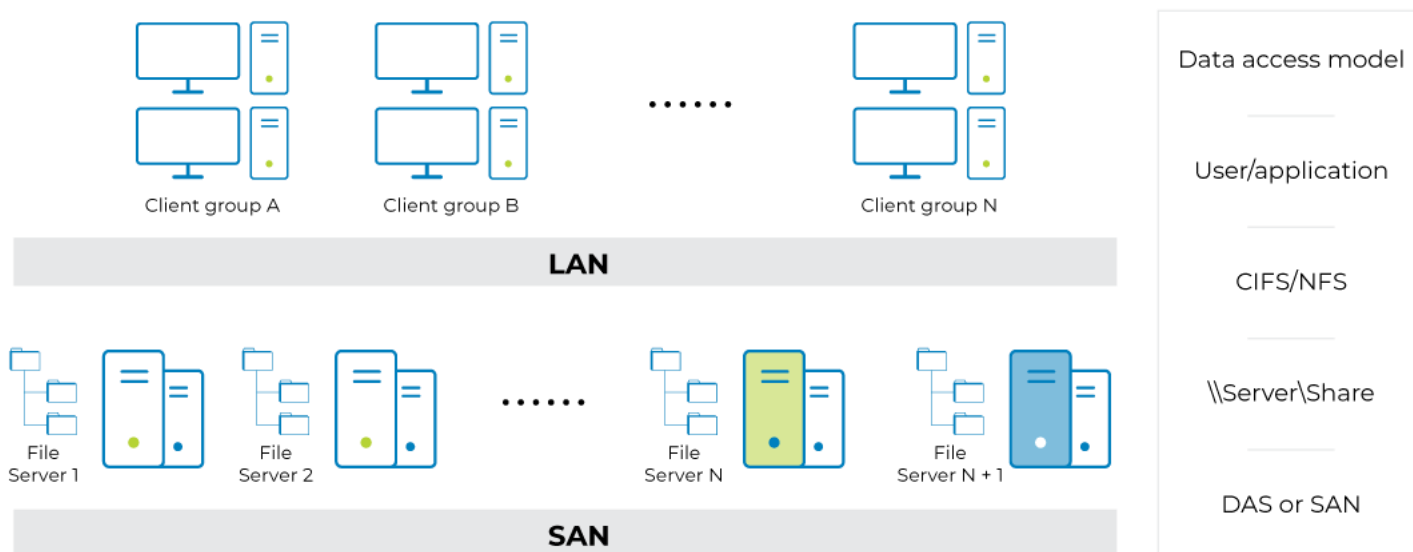 Client group A
Client group B
Client group N
LAN
File
Server 1
File
Server 2
File
Server N
File
Server N + 1
SAN
Data access model
User/application
CIFS/NFS
\\Server\Share
DAS or SAN